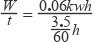 W/t = 0.06kwh / (3.5/60 h)